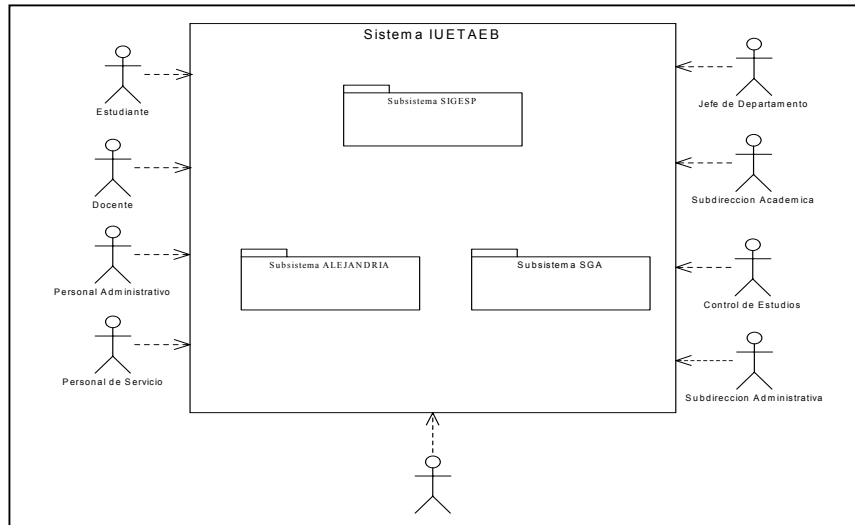 Sistema IUETAEB
Subsistema SIGESP
Estudiante
Jefe de Departamento
Docente
Subdireccion Academica
Subsistema ALEJANDRIA
Subsistema SGA
Personal Administrativo
Control de Estudios
Personal de Servicio
Subdireccion Administrativa